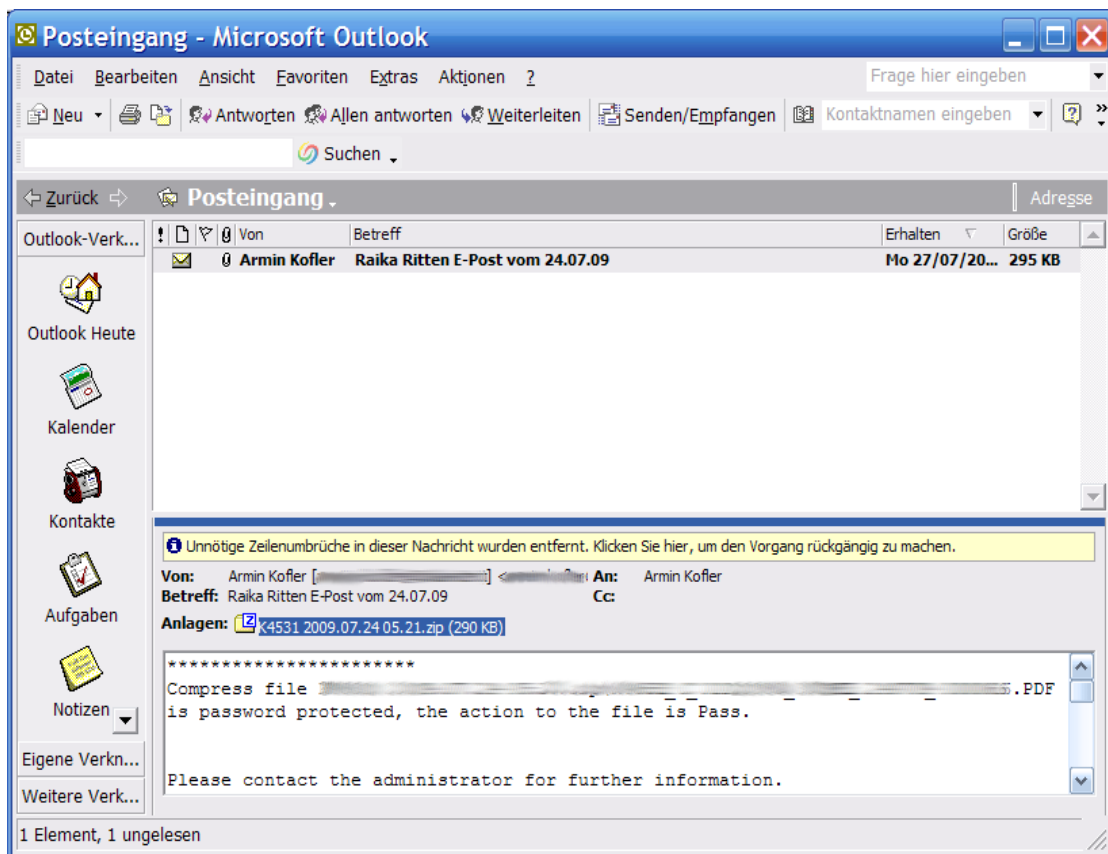 Posteingang - Microsoft Outlook
Datei Bearbeiten Ansicht Favoriten Extras Aktionen ? Frage hier eingeben
Neu Antworten Allen antworten Weiterleiten Senden/Empfangen Kontaktnamen eingeben
Suchen
Zurück Posteingang Adresse
Outlook-Verk... ! Von Betreff Erhalten Größe
Armin Kofler Raika Ritten E-Post vom 24.07.09 Mo 27/07/20... 295 KB
Outlook Heute
Kalender
Kontakte
Aufgaben
Notizen
Eigene Verkn...
Weitere Verk...
Unnötige Zeilenumbrüche in dieser Nachricht wurden entfernt. Klicken Sie hier, um den Vorgang rückgängig zu machen.
Von: Armin Kofler [ ] < An: Armin Kofler
Betreff: Raika Ritten E-Post vom 24.07.09 Cc:
Anlagen: K4531 2009.07.24 05.21.zip (290 KB)
***********************
Compress file .PDF
is password protected, the action to the file is Pass.
Please contact the administrator for further information.
1 Element, 1 ungelesen